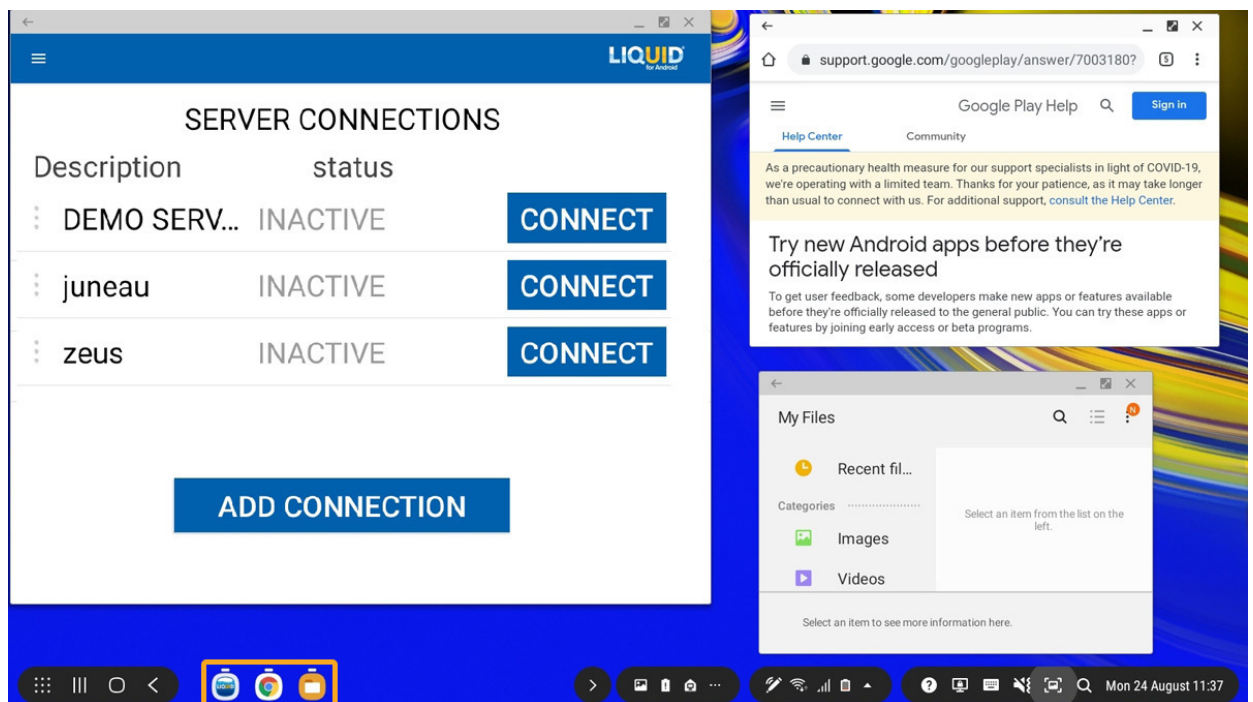 LIQUID
for Android
SERVER CONNECTIONS
Description status
DEMO SERV... INACTIVE CONNECT
juneau INACTIVE CONNECT
zeus INACTIVE CONNECT
ADD CONNECTION
support.google.com/googleplay/answer/7003180?
5
Google Play Help
Sign in
Help Center Community
As a precautionary health measure for our support specialists in light of COVID-19,
we're operating with a limited team. Thanks for your patience, as it may take longer
than usual to connect with us. For additional support, consult the Help Center.
Try new Android apps before they're
officially released
To get user feedback, some developers make new apps or features available
before they're officially released to the general public. You can try these apps or
features by joining early access or beta programs.
My Files
N
Recent fil...
Categories
Images
Videos
Select an item from the list on the
left.
Select an item to see more information here.
LIQUID
Mon 24 August 11:37